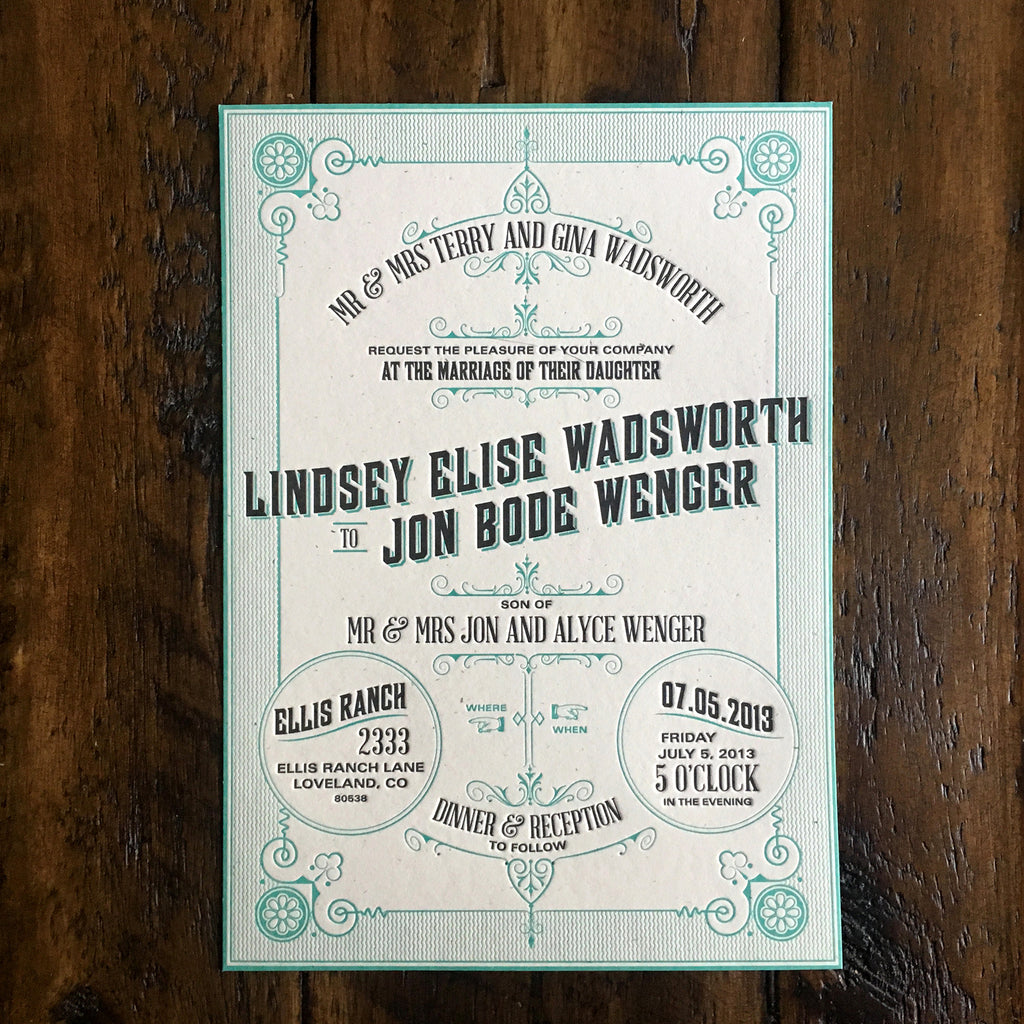 MR & MRS TERRY AND GINA WADSWORTH
REQUEST THE PLEASURE OF YOUR COMPANY
AT THE MARRIAGE OF THEIR DAUGHTER
LINDSEY ELISE WADSWORTH
TO JON BODE WENGER
SON OF
MR & MRS JON AND ALYCE WENGER
WHERE
WHEN
ELLIS RANCH
2333
ELLIS RANCH LANE
LOVELAND, CO
80538
07.05.2013
FRIDAY
JULY 5, 2013
5 O'CLOCK
IN THE EVENING
DINNER & RECEPTION
TO FOLLOW